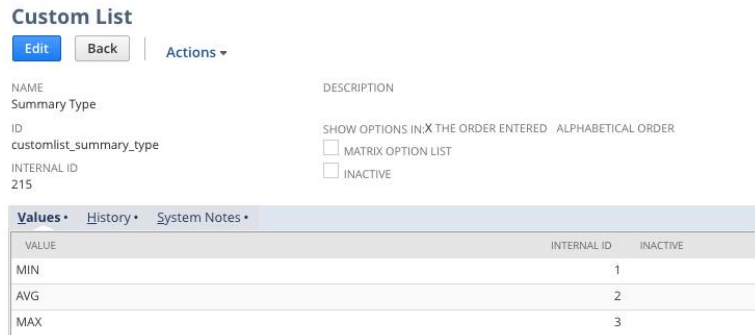 Custom List
Edit Back Actions
NAME
Summary Type
DESCRIPTION
ID
customlist_summary_type
SHOW OPTIONS IN:X THE ORDER ENTERED ALPHABETICAL ORDER
MATRIX OPTION LIST
INTERNAL ID
215
INACTIVE
Values • History • System Notes •
VALUE INTERNAL ID INACTIVE
MIN 1
AVG 2
MAX 3